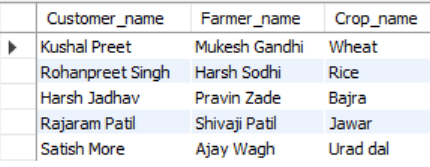 Customer_name Farmer_name Crop_name
Kushal Preet Mukesh Gandhi Wheat
Rohanpreet Singh Harsh Sodhi Rice
Harsh Jadhav Pravin Zade Bajra
Rajaram Patil Shivaji Patil Jawar
Satish More Ajay Wagh Urad dal